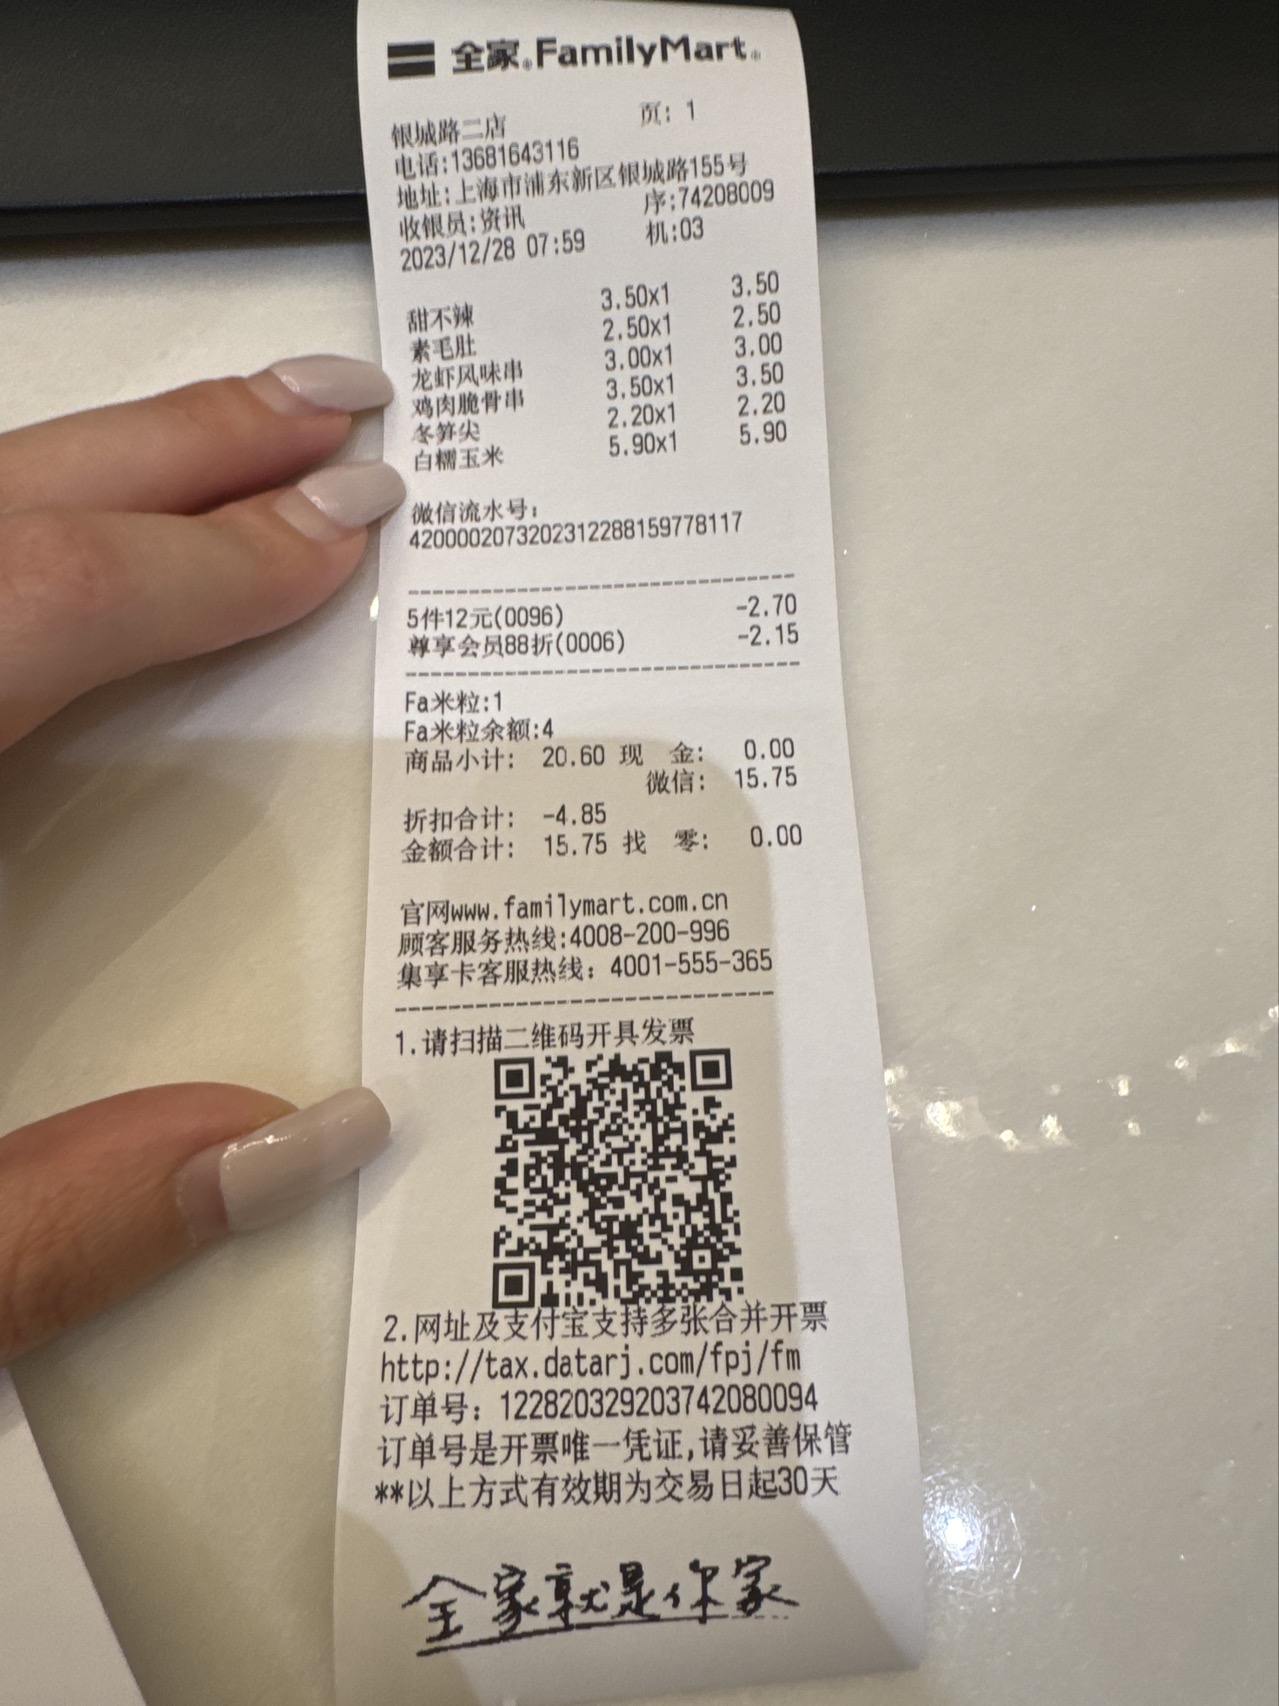 全家®FamilyMart®
银城路二店 页: 1
电话:13681643116
地址:上海市浦东新区银城路155号
收银员:资讯 序:74208009
2023/12/28 07:59 机:03
甜不辣 3.50x1 3.50
素毛肚 2.50x1 2.50
龙虾风味串 3.00x1 3.00
鸡肉脆骨串 3.50x1 3.50
冬笋尖 2.20x1 2.20
白糯玉米 5.90x1 5.90
微信流水号:
4200002073202312288159778117
5件12元(0096) -2.70
尊享会员88折(0006) -2.15
Fa米粒:1
Fa米粒余额:4
商品小计: 20.60 现 金: 0.00
微信: 15.75
折扣合计: -4.85
金额合计: 15.75 找 零: 0.00
官网www.familymart.com.cn
顾客服务热线:4008-200-996
集享卡客服热线: 4001-555-365
1.请扫描二维码开具发票
2.网址及支付宝支持多张合并开票
http://tax.datarj.com/fpj/fm
订单号: 122820329203742080094
订单号是开票唯一凭证,请妥善保管
**以上方式有效期为交易日起30天
全家就是你家